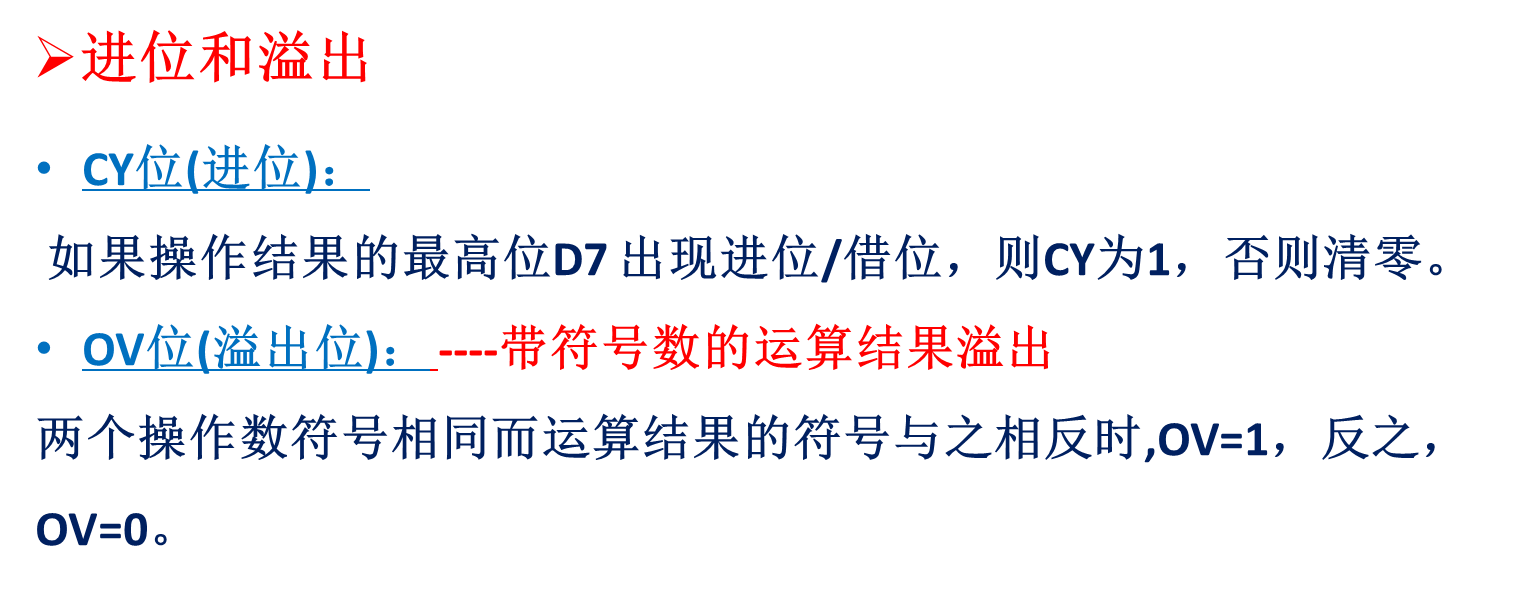 ➢进位和溢出
• CY位(进位)：
如果操作结果的最高位D7 出现进位/借位，则CY为1，否则清零。
• OV位(溢出位)： ----带符号数的运算结果溢出
两个操作数符号相同而运算结果的符号与之相反时,OV=1，反之，
OV=0。